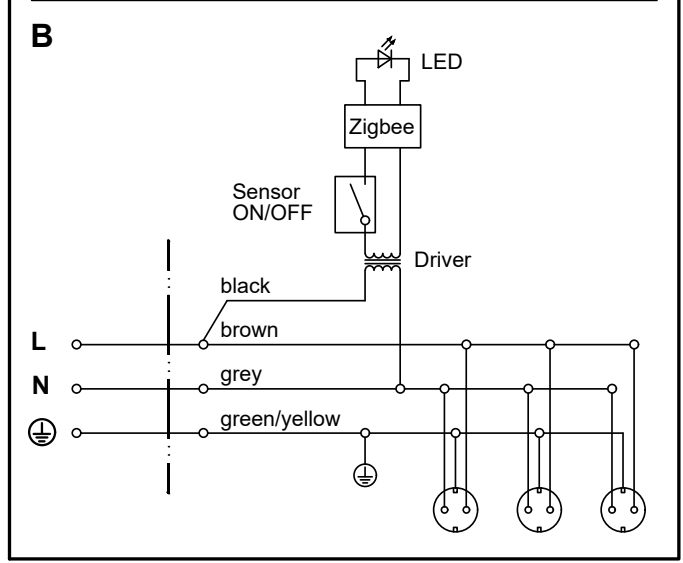 B
LED
Zigbee
Sensor
ON/OFF
Driver
black
brown
L
grey
N
green/yellow